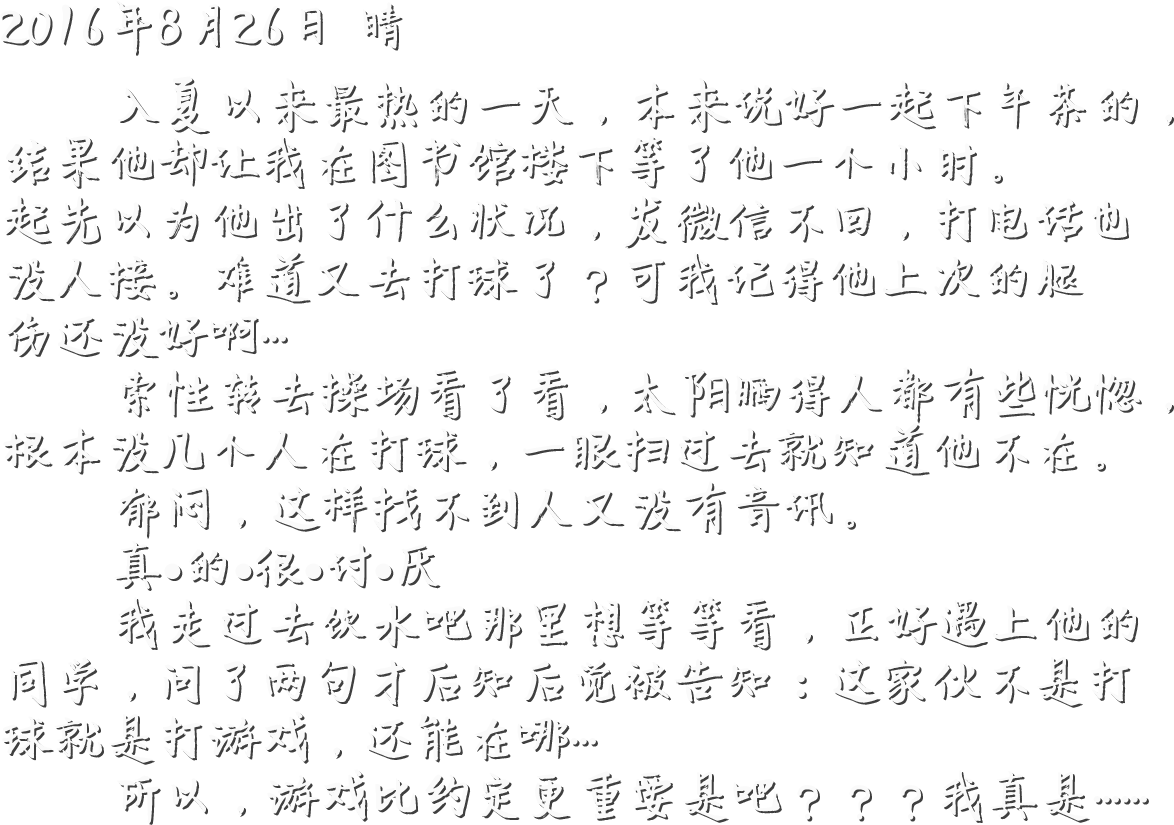 2016年8月26日 晴
入夏以来最热的一天，本来说好一起下午茶的，
结果他却让我在图书馆楼下等了他一个小时。
起先以为他出了什么状况，发微信不回，打电话也
没人接。难道又去打球了？可我记得他上次的腿
伤还没好啊…
索性转去操场看了看，太阳晒得人都有些恍惚，
根本没几个人在打球，一眼扫过去就知道他不在。
郁闷，这样找不到人又没有音讯。
真•的•很•讨•厌
我走过去饮水吧那里想等等看，正好遇上他的
同学，问了两句才后知后觉被告知：这家伙不是打
球就是打游戏，还能在哪…
所以，游戏比约定更重要是吧？？？我真是……